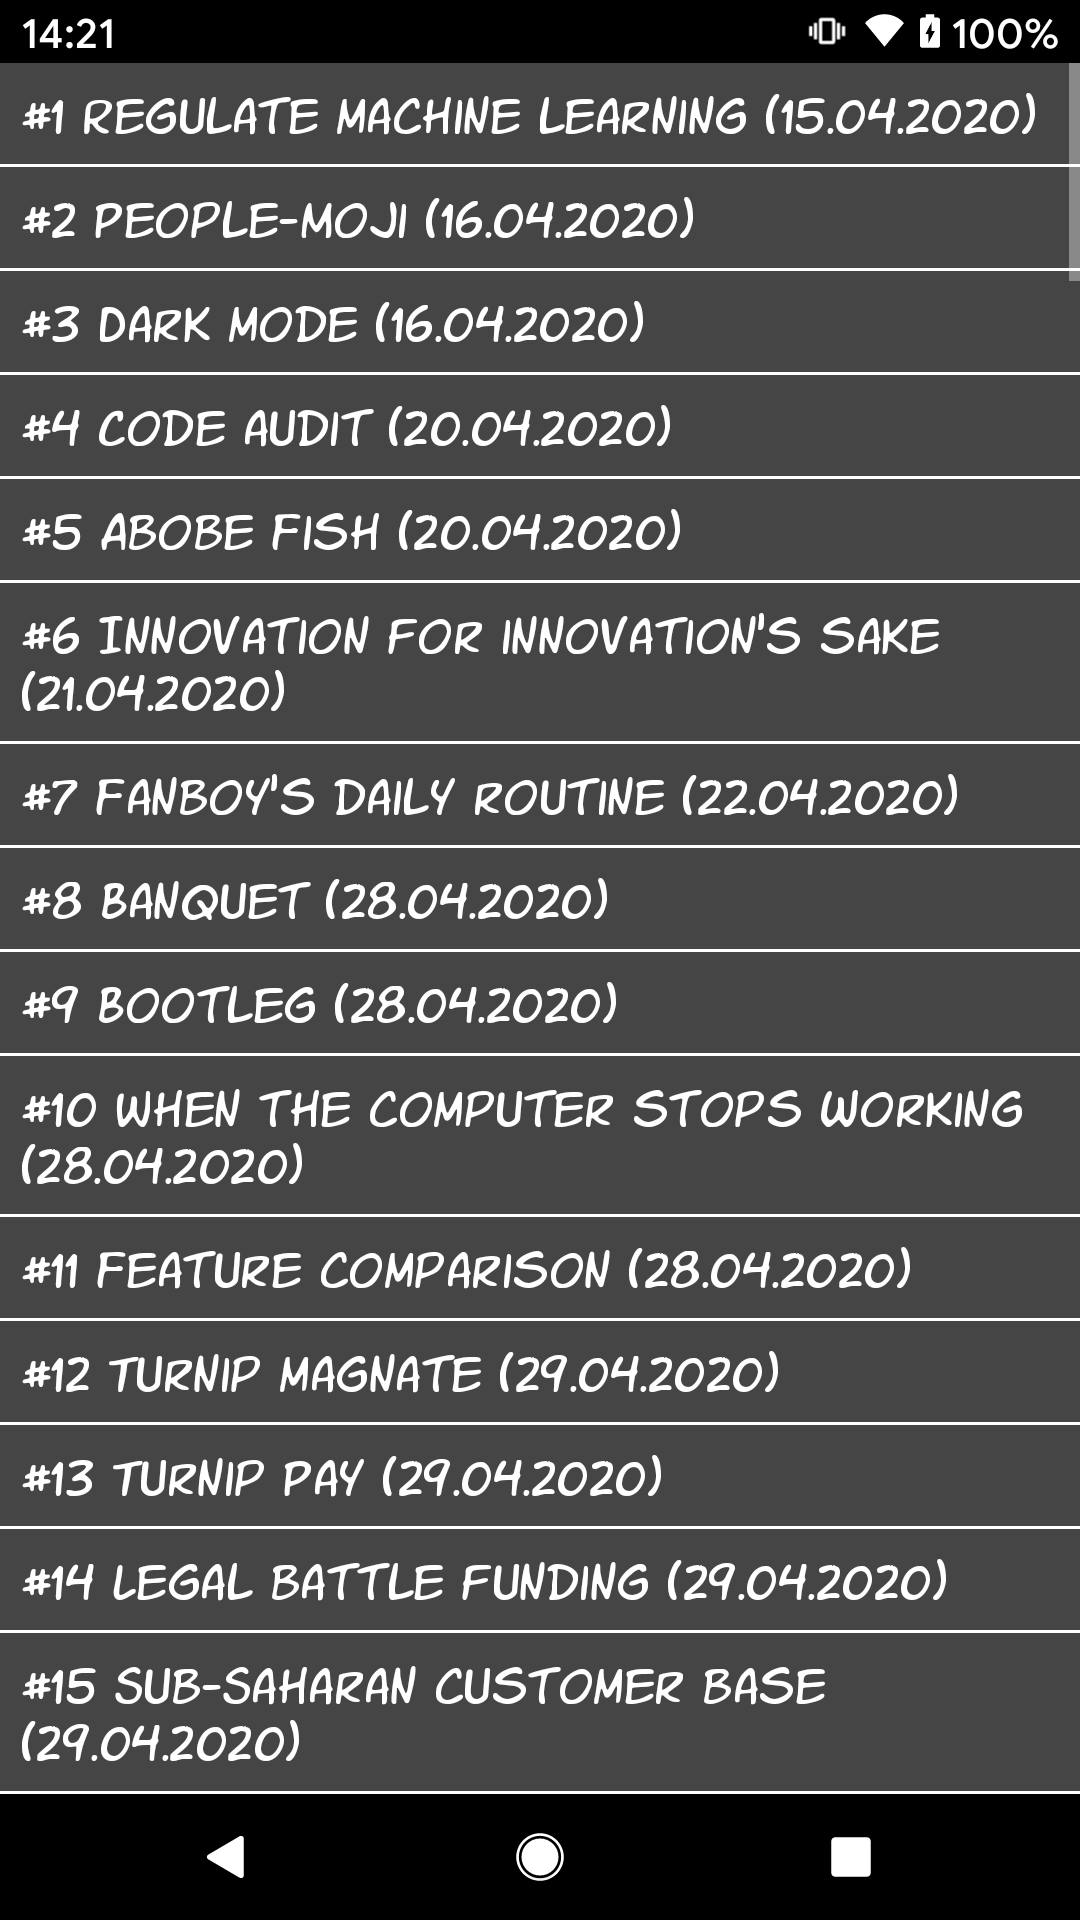 14:21 100%
#1 REGULATE MACHINE LEARNING (15.04.2020)
#2 PEOPLE-MOJI (16.04.2020)
#3 DARK MODE (16.04.2020)
#4 CODE AUDIT (20.04.2020)
#5 ABOBE FISH (20.04.2020)
#6 INNOVATION FOR INNOVATION'S SAKE
(21.04.2020)
#7 FANBOY'S DAILY ROUTINE (22.04.2020)
#8 BANQUET (28.04.2020)
#9 BOOTLEG (28.04.2020)
#10 WHEN THE COMPUTER STOPS WORKING
(28.04.2020)
#11 FEATURE COMPARISON (28.04.2020)
#12 TURNIP MAGNATE (29.04.2020)
#13 TURNIP PAY (29.04.2020)
#14 LEGAL BATTLE FUNDING (29.04.2020)
#15 SUB-SAHARAN CUSTOMER BASE
(29.04.2020)